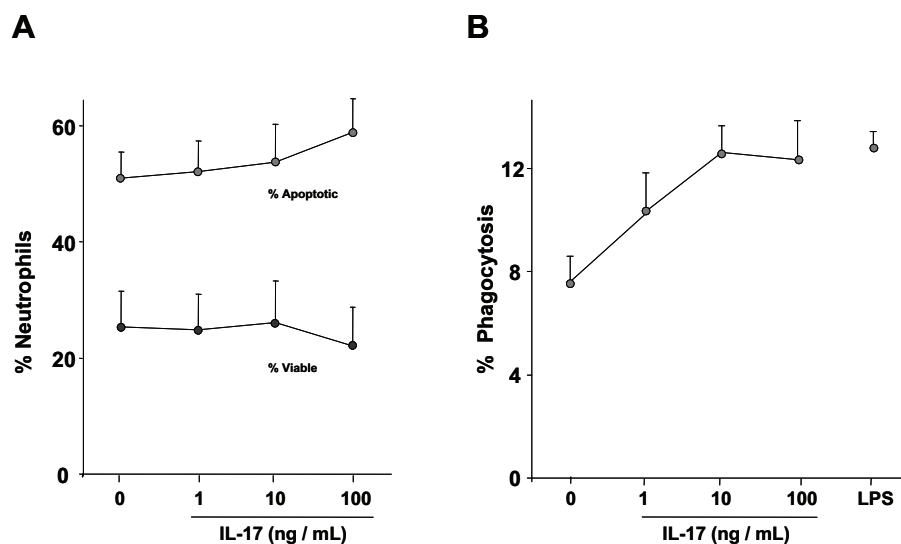 A
% Neutrophils
60
40
20
0
% Apoptotic
% Viable
0 1 10 100
IL-17 (ng / mL)
B
% Phagocytosis
12
8
4
0
0 1 10 100 LPS
IL-17 (ng / mL)